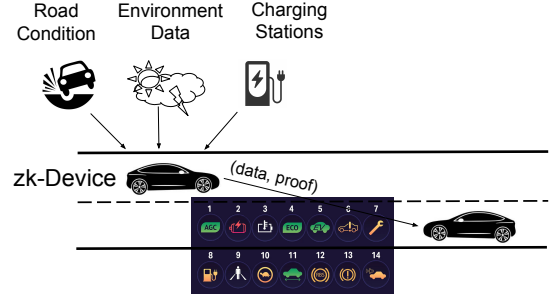 Road
Condition
Environment
Data
Charging
Stations
zk-Device
(data, proof)
1 2 3 4 5 6 7
AGC
ECO
8 9 10 11 12 13 14